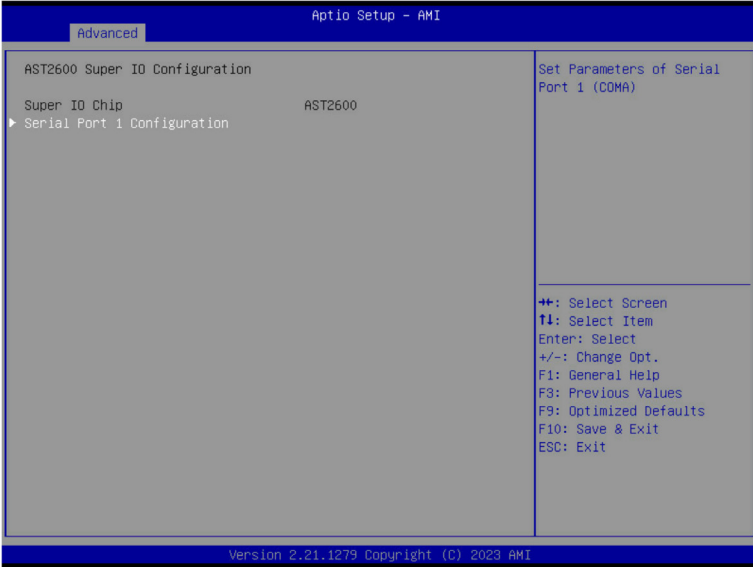 Aptio Setup – AMI
Advanced
AST2600 Super IO Configuration
Super IO Chip AST2600
▶ Serial Port 1 Configuration
Set Parameters of Serial
Port 1 (COMA)
→←: Select Screen
↑↓: Select Item
Enter: Select
+/-: Change Opt.
F1: General Help
F3: Previous Values
F9: Optimized Defaults
F10: Save & Exit
ESC: Exit
Version 2.21.1279 Copyright (C) 2023 AMI